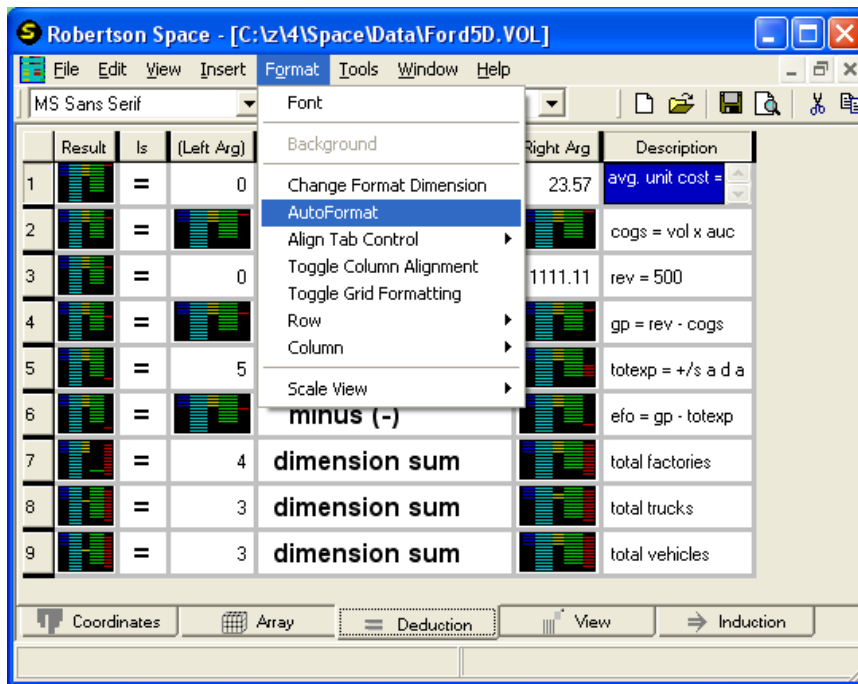 Robertson Space - [C:\z\4\Space\Data\Ford5D.VOL]
File Edit View Insert Format Tools Window Help
MS Sans Serif
Font
Background
Change Format Dimension
AutoFormat
Align Tab Control
Toggle Column Alignment
Toggle Grid Formatting
Row
Column
Scale View
Result Is (Left Arg) Right Arg Description
1 = 0 23.57 avg. unit cost =
2 = cogs = vol x auc
3 = 0 1111.11 rev = 500
4 = gp = rev - cogs
5 = 5 totexp = +/s a d a
6 = minus (-) efo = gp - totexp
7 = 4 dimension sum total factories
8 = 3 dimension sum total trucks
9 = 3 dimension sum total vehicles
Coordinates Array Deduction View Induction